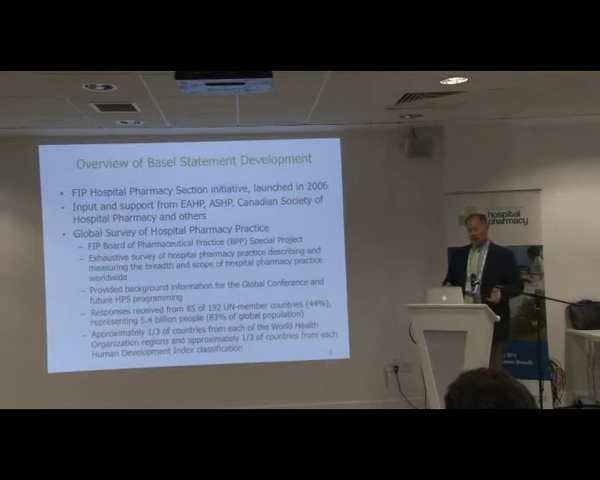 Overview of Basel Statement Development
• FIP Hospital Pharmacy Section initiative, launched in 2006
• Input and support from EAHP, ASHP, Canadian Society of
Hospital Pharmacy and others
• Global Survey of Hospital Pharmacy Practice
– FIP Board of Pharmaceutical Practice (BPP) Special Project
– Exhaustive survey of hospital pharmacy practice describing and
measuring the breadth and scope of hospital pharmacy practice
worldwide
– Provided background information for the Global Conference and
future HPS programming
– Responses received from 85 of 192 UN-member countries (44%),
representing 5.4 billion people (83% of global population)
– Approximately 1/3 of countries from each of the World Health
Organization regions and approximately 1/3 of countries from each
Human Development Index classification
hospital
pharmacy